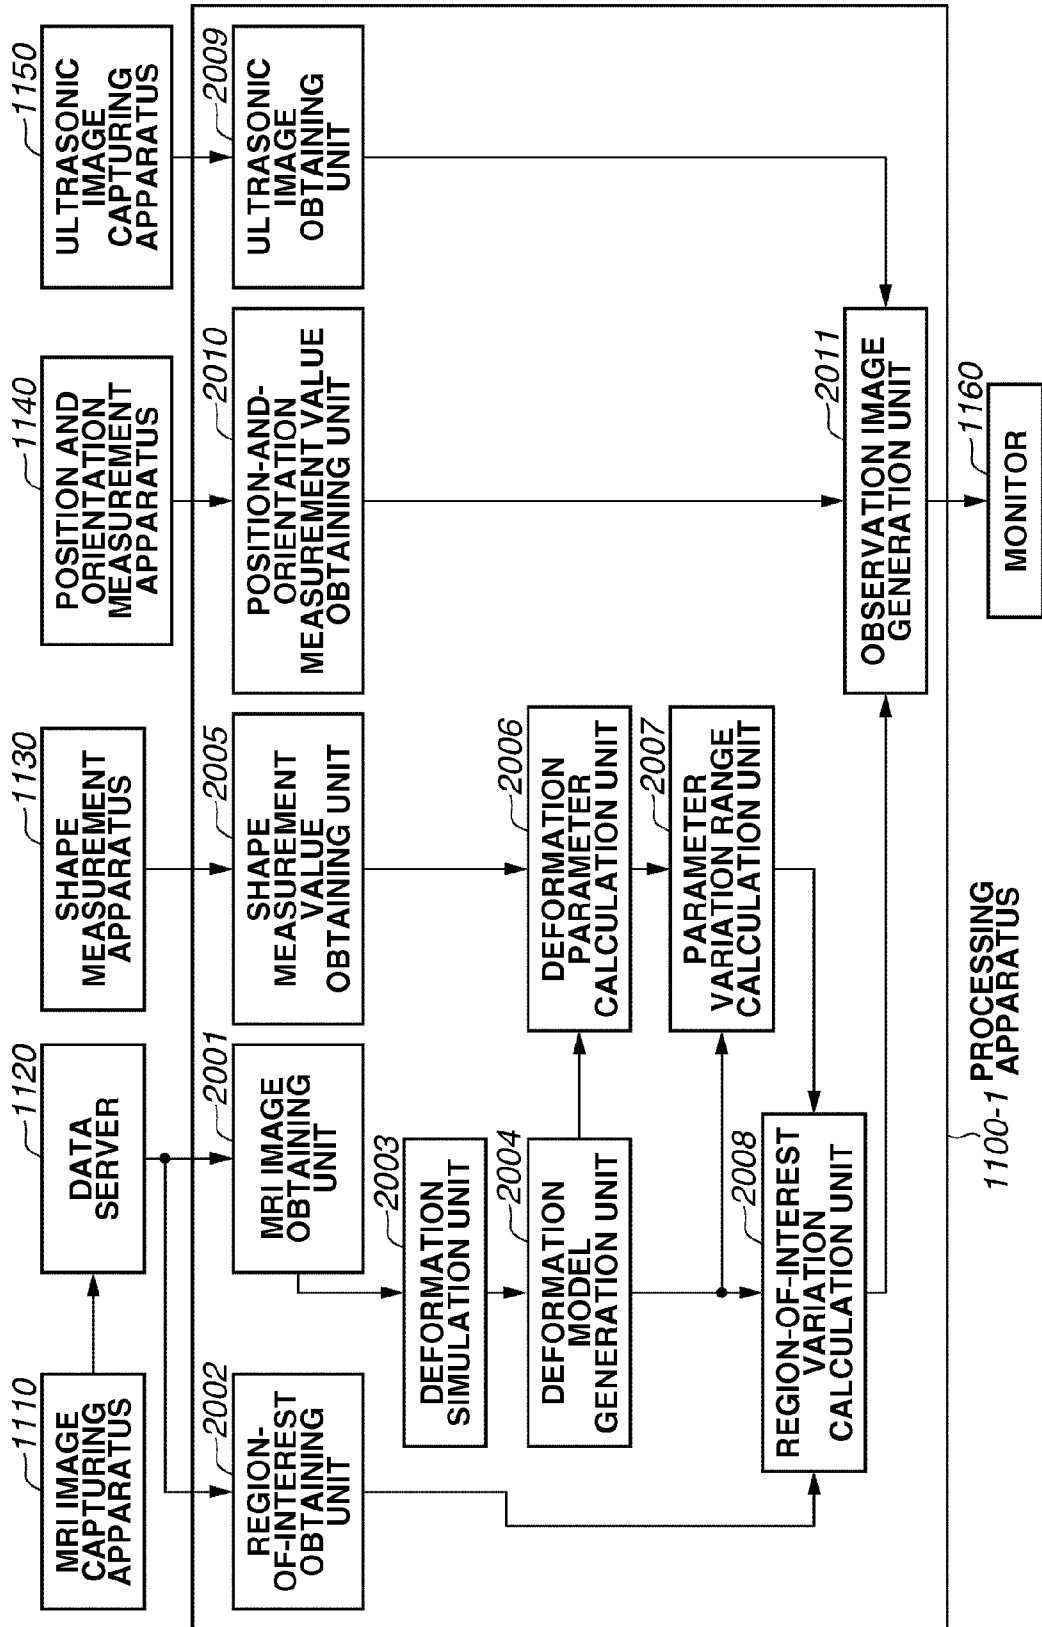 1110
MRI IMAGE
CAPTURING
APPARATUS
1120
DATA
SERVER
1130
SHAPE
MEASUREMENT
APPARATUS
1140
POSITION AND
ORIENTATION
MEASUREMENT
APPARATUS
1150
ULTRASONIC
IMAGE
CAPTURING
APPARATUS
2002
REGION-
OF-INTEREST
OBTAINING
UNIT
2001
MRI IMAGE
OBTAINING
UNIT
2005
SHAPE
MEASUREMENT
VALUE
OBTAINING UNIT
2010
POSITION-AND-
ORIENTATION
MEASUREMENT VALUE
OBTAINING UNIT
2009
ULTRASONIC
IMAGE
OBTAINING
UNIT
2003
DEFORMATION
SIMULATION UNIT
2004
DEFORMATION
MODEL
GENERATION UNIT
2006
DEFORMATION
PARAMETER
CALCULATION UNIT
2007
PARAMETER
VARIATION RANGE
CALCULATION UNIT
2008
REGION-OF-INTEREST
VARIATION
CALCULATION UNIT
2011
OBSERVATION IMAGE
GENERATION UNIT
1100-1 PROCESSING
APPARATUS
1160
MONITOR